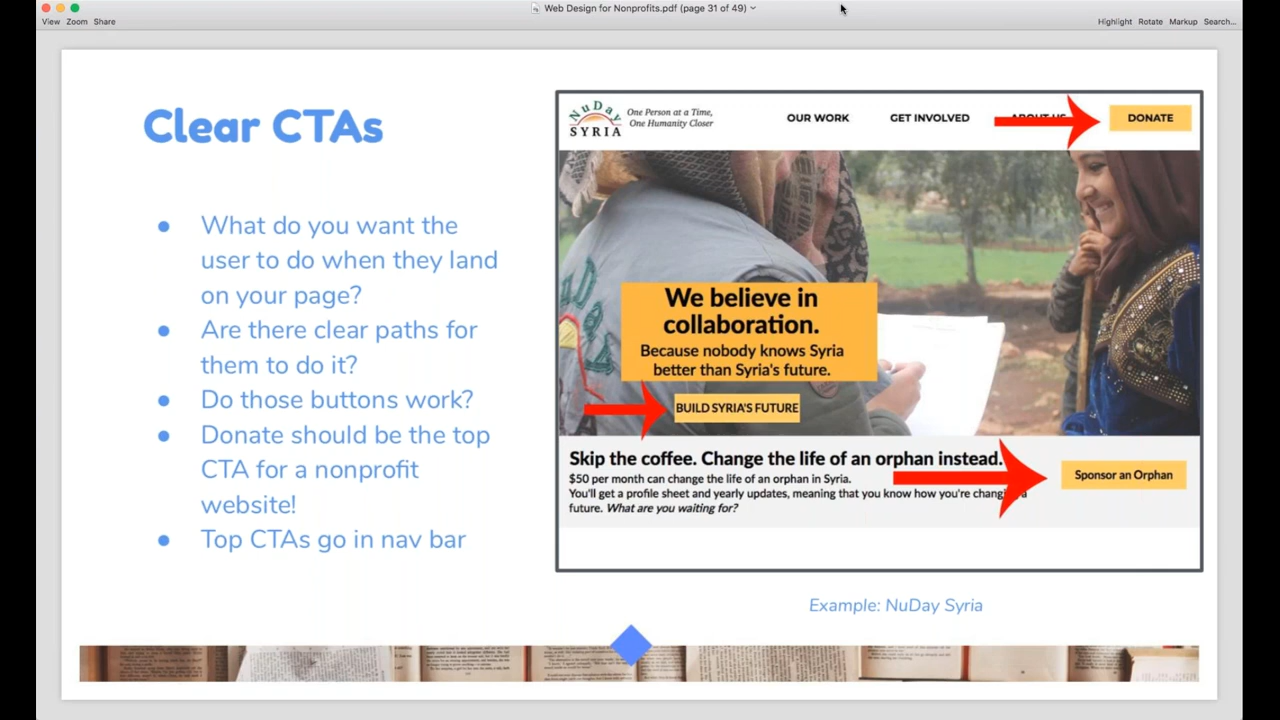 Web Design for Nonprofits.pdf (page 31 of 49)
View Zoom Share
Highlight Rotate Markup Search...
Clear CTAs
What do you want the
user to do when they land
on your page?
Are there clear paths for
them to do it?
Do those buttons work?
Donate should be the top
CTA for a nonprofit
website!
Top CTAs go in nav bar
NuDay
SYRIA
One Person at a Time,
One Humanity Closer
OUR WORK
GET INVOLVED
ABOUT US
DONATE
We believe in
collaboration.
Because nobody knows Syria
better than Syria's future.
BUILD SYRIA'S FUTURE
Skip the coffee. Change the life of an orphan instead.
$50 per month can change the life of an orphan in Syria.
You'll get a profile sheet and yearly updates, meaning that you know how you're changing a
future. What are you waiting for?
Sponsor an Orphan
Example: NuDay Syria